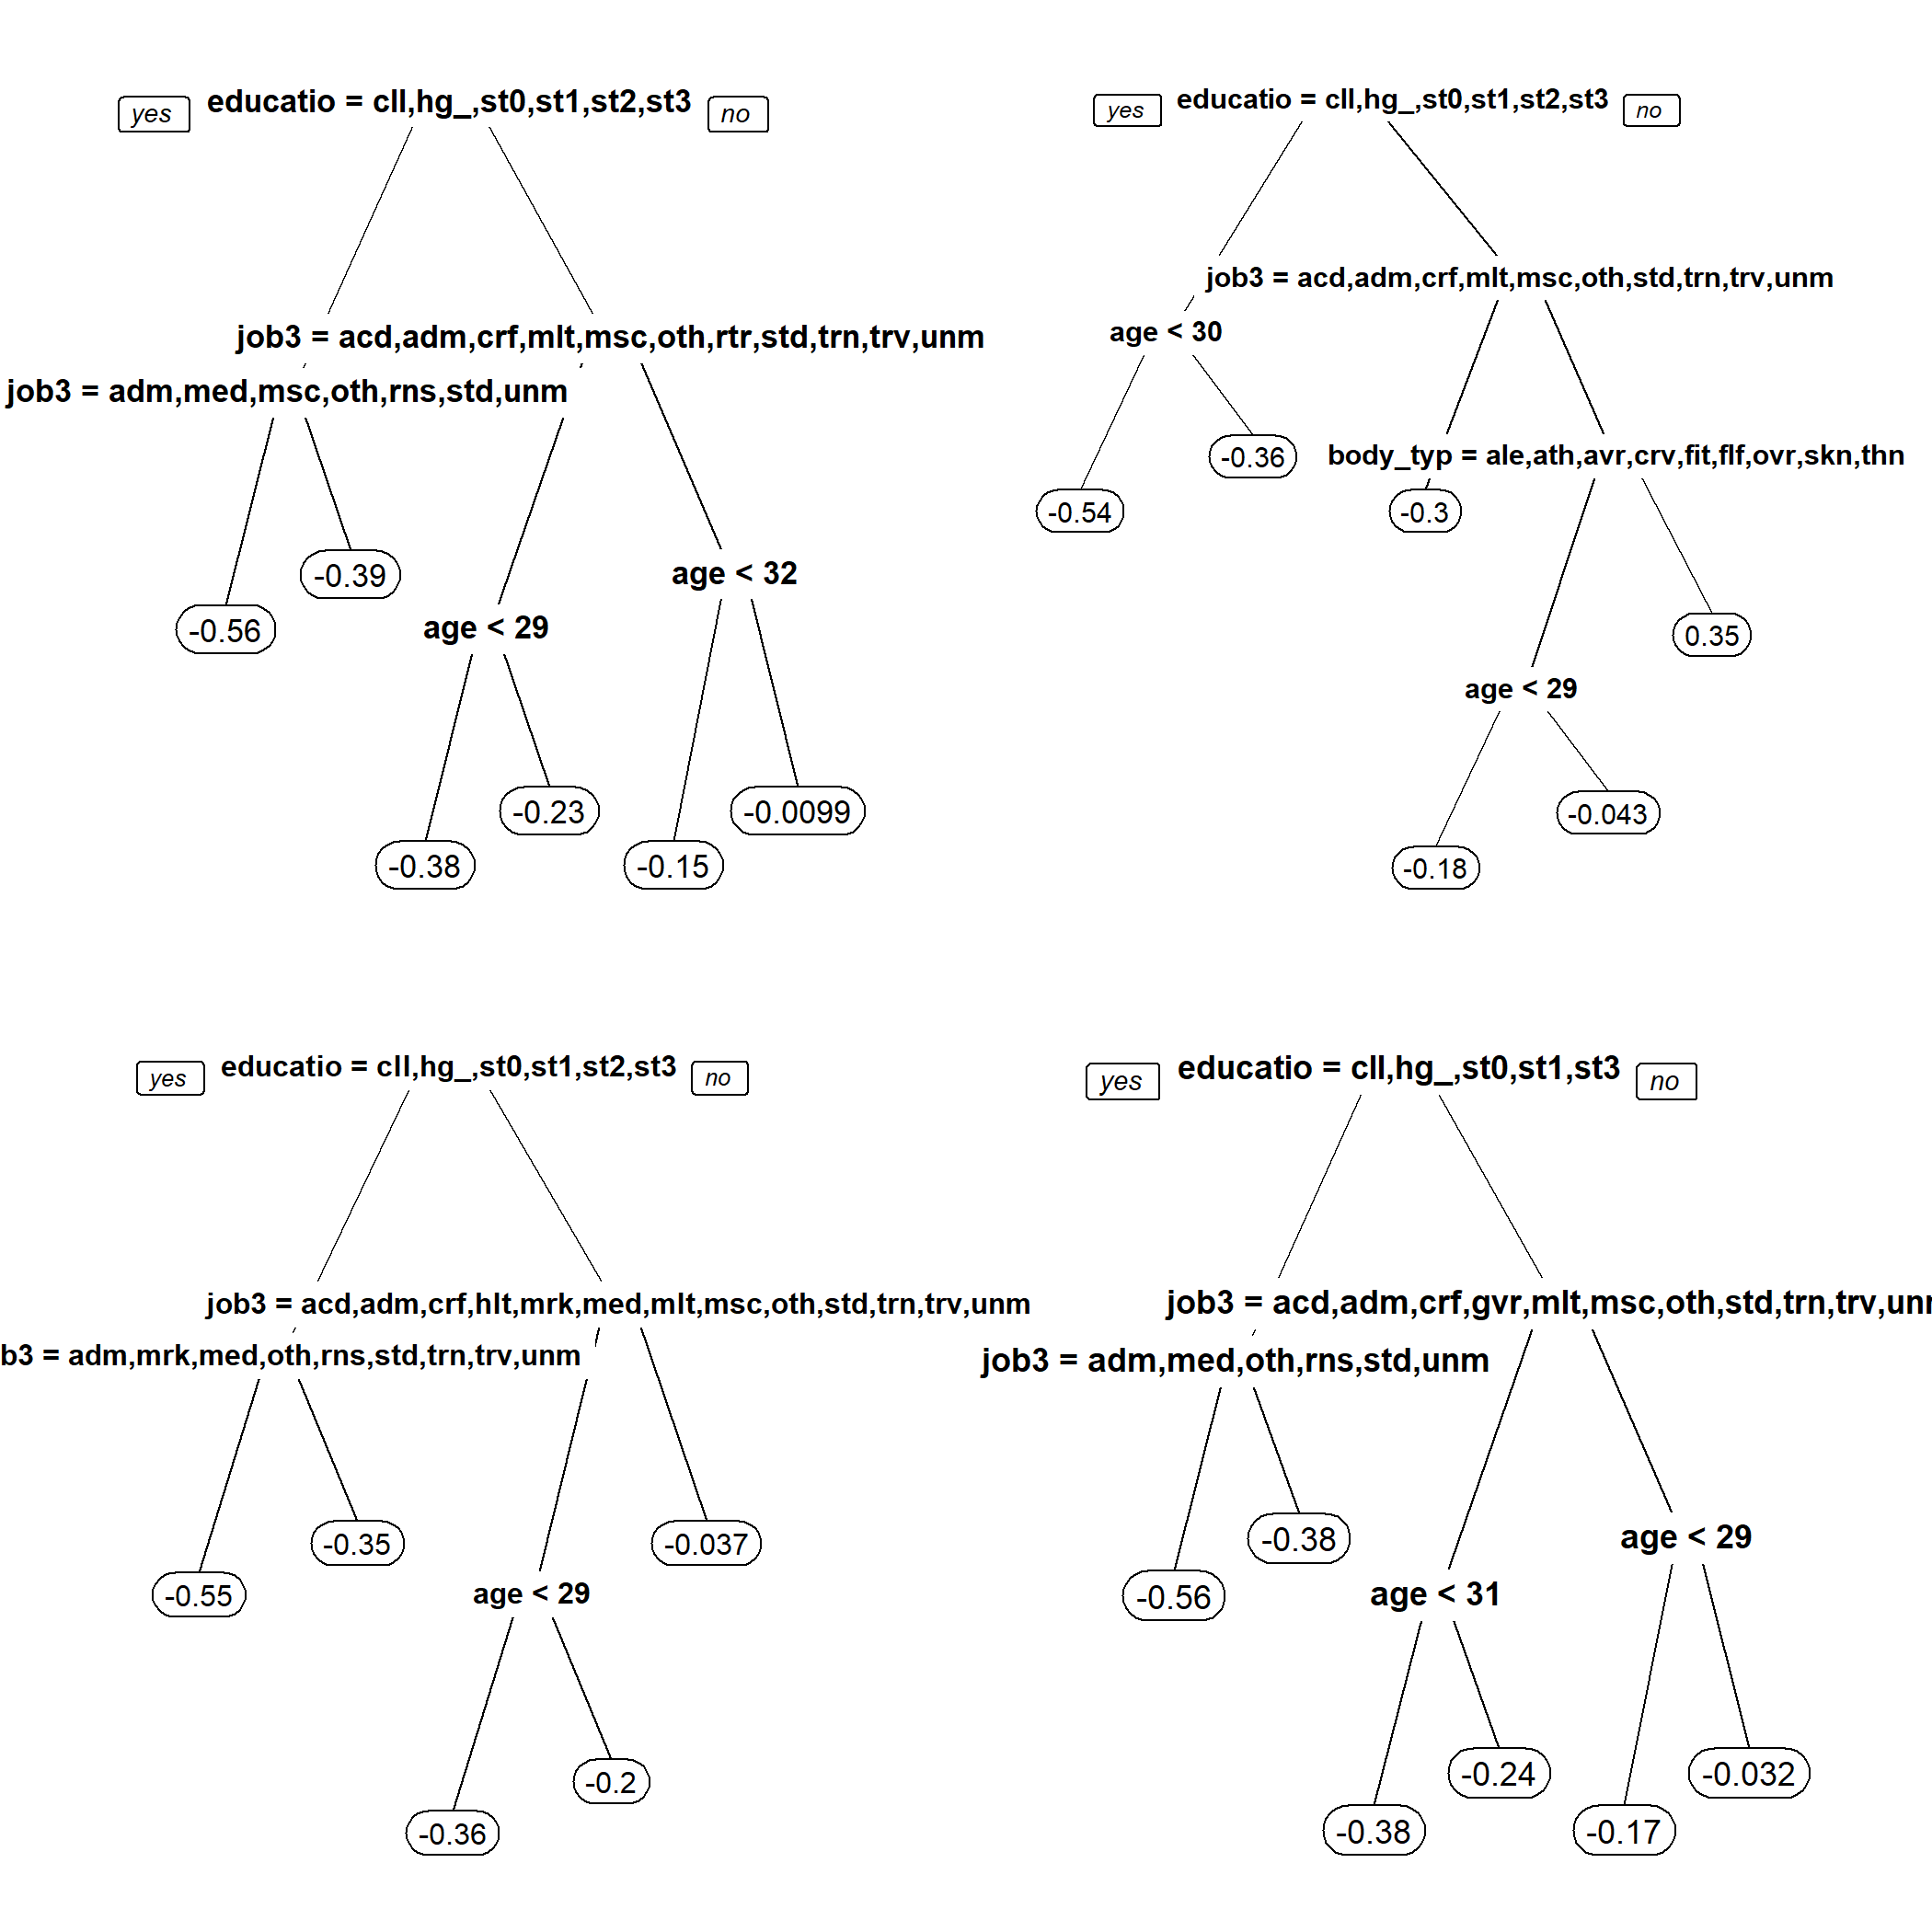 yes educatio = cll,hg_,st0,st1,st2,st3 no
job3 = acd,adm,crf,mlt,msc,oth,rtr,std,trn,trv,unm
job3 = adm,med,msc,oth,rns,std,unm
-0.39
age < 32
-0.56
age < 29
-0.23
-0.0099
-0.38
-0.15
yes educatio = cll,hg_,st0,st1,st2,st3 no
job3 = acd,adm,crf,mlt,msc,oth,std,trn,trv,unm
age < 30
-0.36
body_typ = ale,ath,avr,crv,fit,flf,ovr,skn,thn
-0.54
-0.3
0.35
age < 29
-0.043
-0.18
yes educatio = cll,hg_,st0,st1,st2,st3 no
job3 = acd,adm,crf,hlt,mrk,med,mlt,msc,oth,std,trn,trv,unm
b3 = adm,mrk,med,oth,rns,std,trn,trv,unm
-0.35
-0.037
-0.55
age < 29
-0.2
-0.36
yes educatio = cll,hg_,st0,st1,st3 no
job3 = acd,adm,crf,gvr,mlt,msc,oth,std,trn,trv,unm
job3 = adm,med,oth,rns,std,unm
-0.38
age < 29
-0.56
age < 31
-0.24
-0.032
-0.38
-0.17